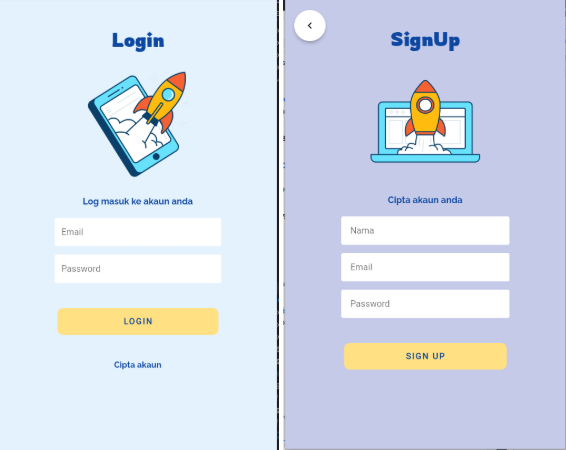 Login
Log masuk ke akaun anda
Email
Password
LOGIN
Cipta akaun
SignUp
Cipta akaun anda
Nama
Email
Password
SIGN UP